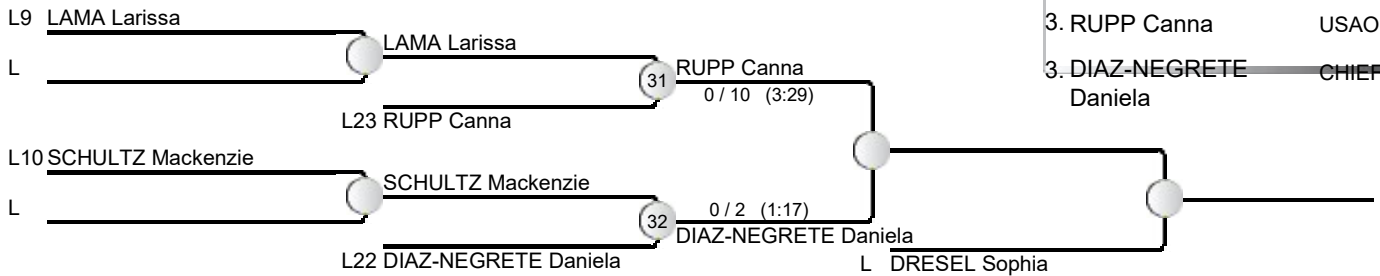 L9 LAMA Larissa
LAMA Larissa
L
31
RUPP Canna
0 / 10 (3:29)
L23 RUPP Canna
L10 SCHULTZ Mackenzie
SCHULTZ Mackenzie
L
32
0 / 2 (1:17)
DIAZ-NEGRETE Daniela
L22 DIAZ-NEGRETE Daniela
L DRESEL Sophia
3. RUPP Canna USAO
3. DIAZ-NEGRETE CHIEF
Daniela